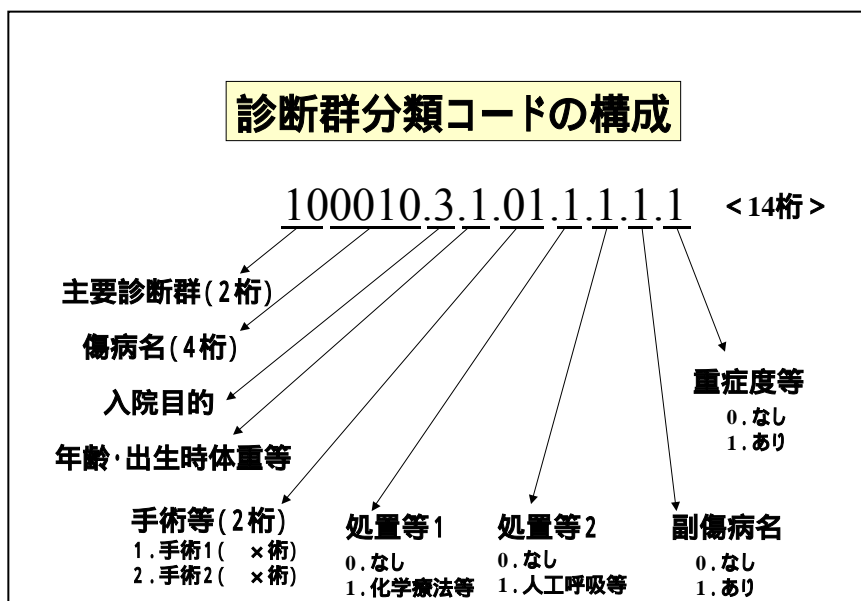 診断群分類コードの構成
100010.3.1.01.1.1.1.1 <14桁>
主要診断群(2桁)
傷病名(4桁)
入院目的
年齢・出生時体重等
手術等(2桁)
1.手術1( ×術)
2.手術2( ×術)
処置等1
0.なし
1.化学療法等
処置等2
0.なし
1.人工呼吸等
副傷病名
0.なし
1.あり
重症度等
0.なし
1.あり